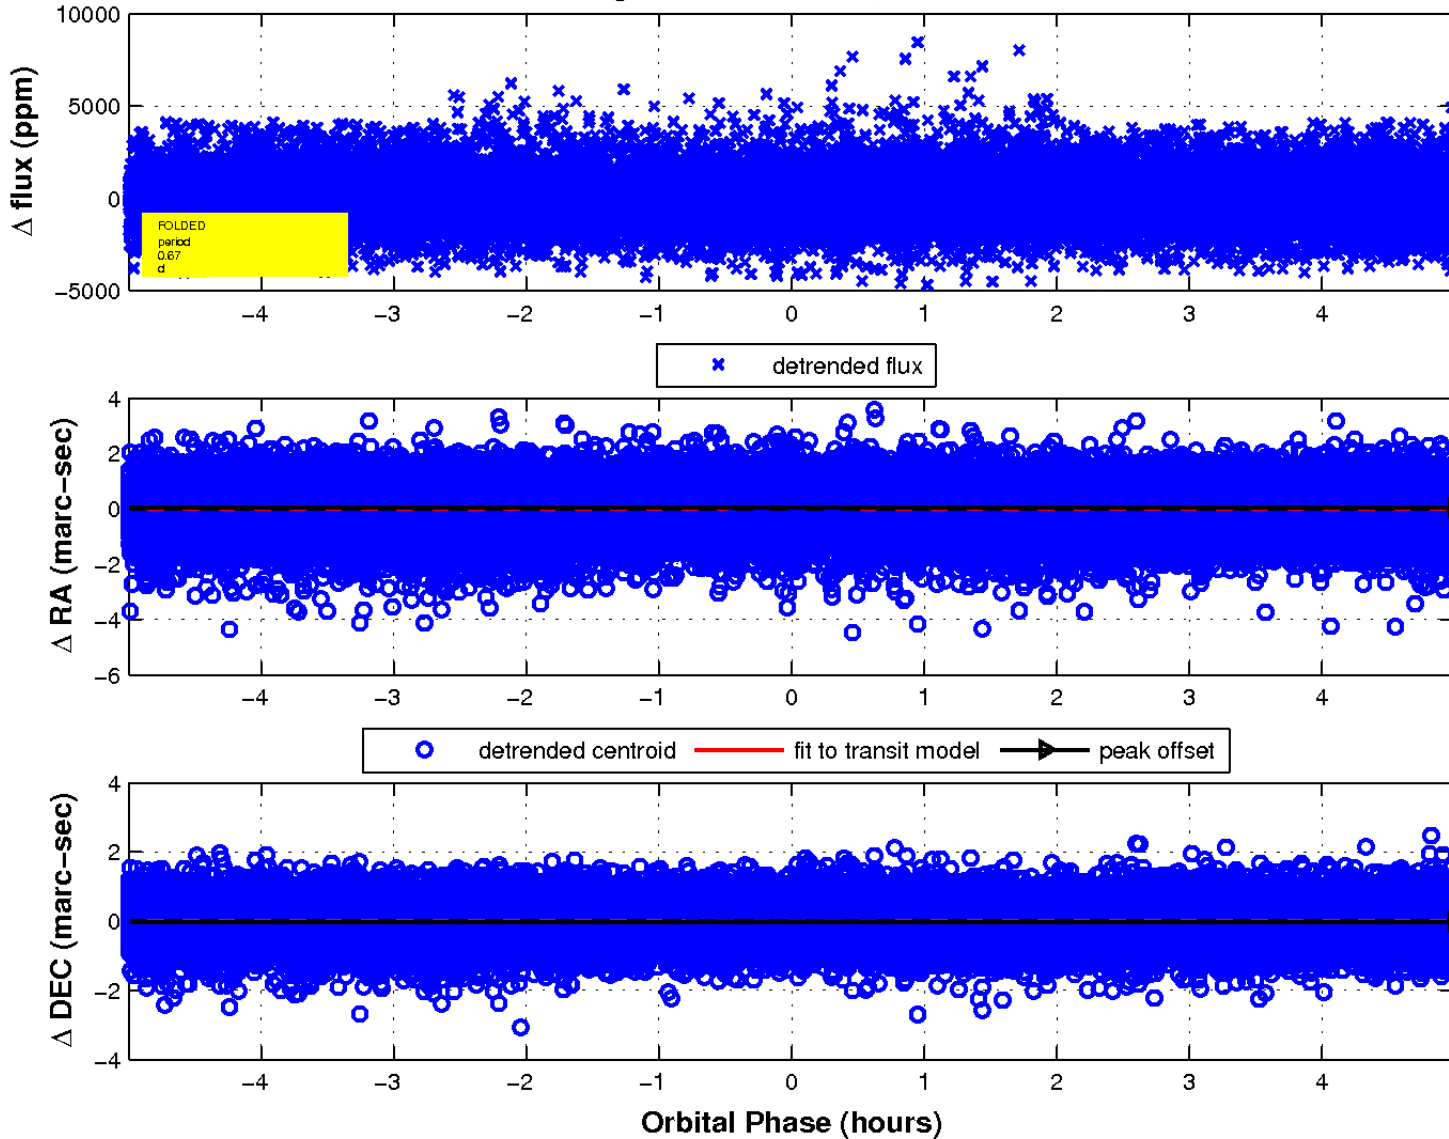 10000
5000
0
−5000
Δ flux (ppm)
FOLDED
period
0.67
d
−4 −3 −2 −1 0 1 2 3 4
detrended flux
4
2
0
−2
−4
−6
Δ RA (marc−sec)
−4 −3 −2 −1 0 1 2 3 4
detrended centroid fit to transit model peak offset
4
2
0
−2
−4
Δ DEC (marc−sec)
−4 −3 −2 −1 0 1 2 3 4
Orbital Phase (hours)